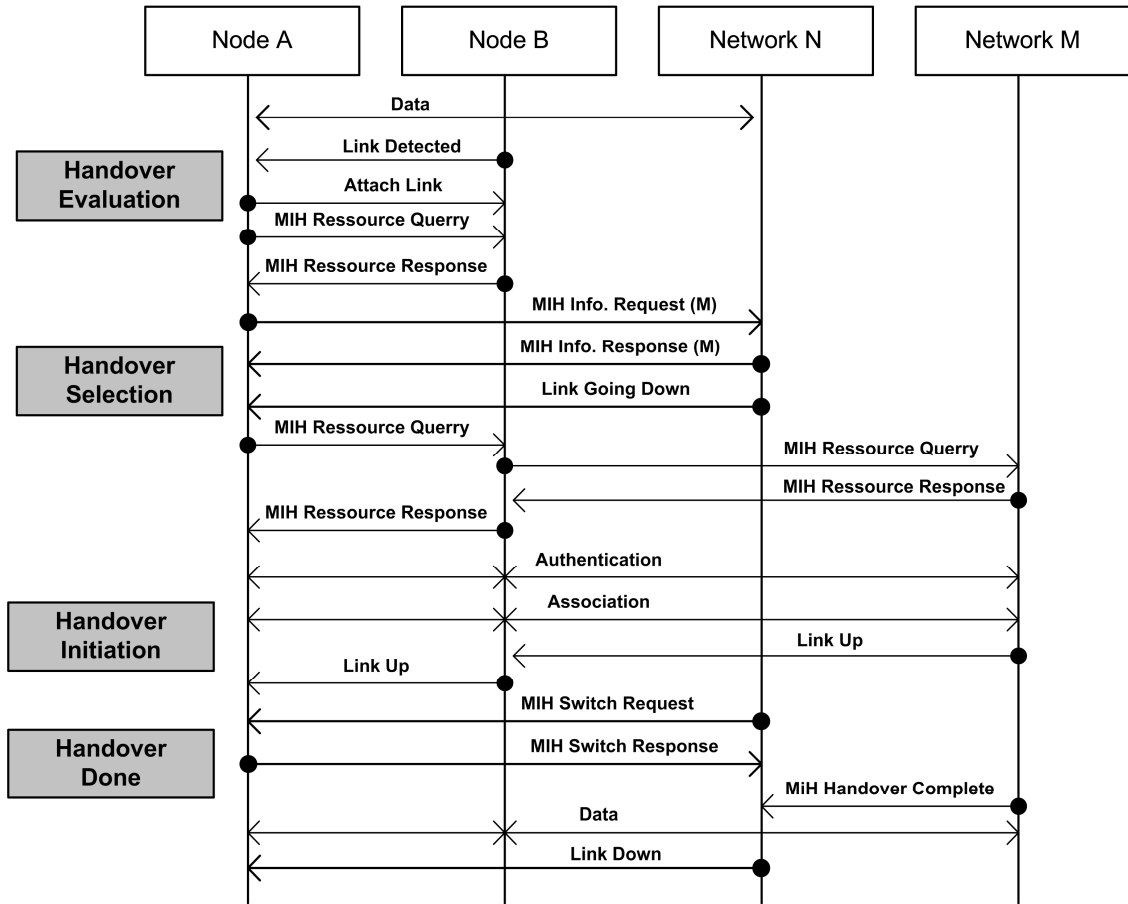 Node A
Node B
Network N
Network M
Data
Link Detected
Handover
Evaluation
Attach Link
MIH Ressource Querry
MIH Ressource Response
MIH Info. Request (M)
MIH Info. Response (M)
Handover
Selection
Link Going Down
MIH Ressource Querry
MIH Ressource Querry
MIH Ressource Response
MIH Ressource Response
Authentication
Association
Handover
Initiation
Link Up
Link Up
MIH Switch Request
Handover
Done
MIH Switch Response
MiH Handover Complete
Data
Link Down